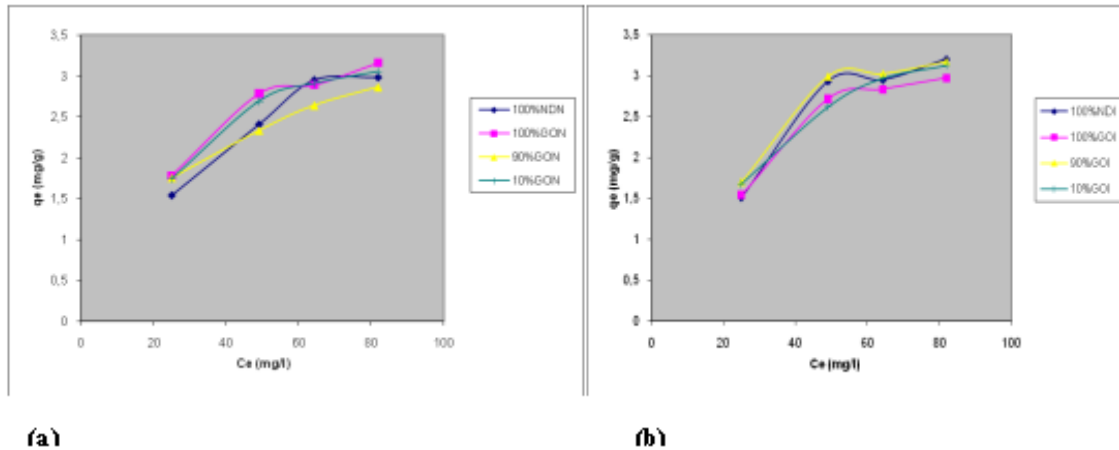 3,5
3
2,5
2
1,5
1
0,5
0
qe (mg/g)
0 20 40 60 80 100
Ce (mg/l)
100%NDN
100%GON
90%GON
10%GON
3,5
3
2,5
2
1,5
1
0,5
0
qe (mg/g)
0 20 40 60 80 100
Ce (mg/l)
100%NDI
100%GOI
90%GOI
10%GOI
(a) (b)